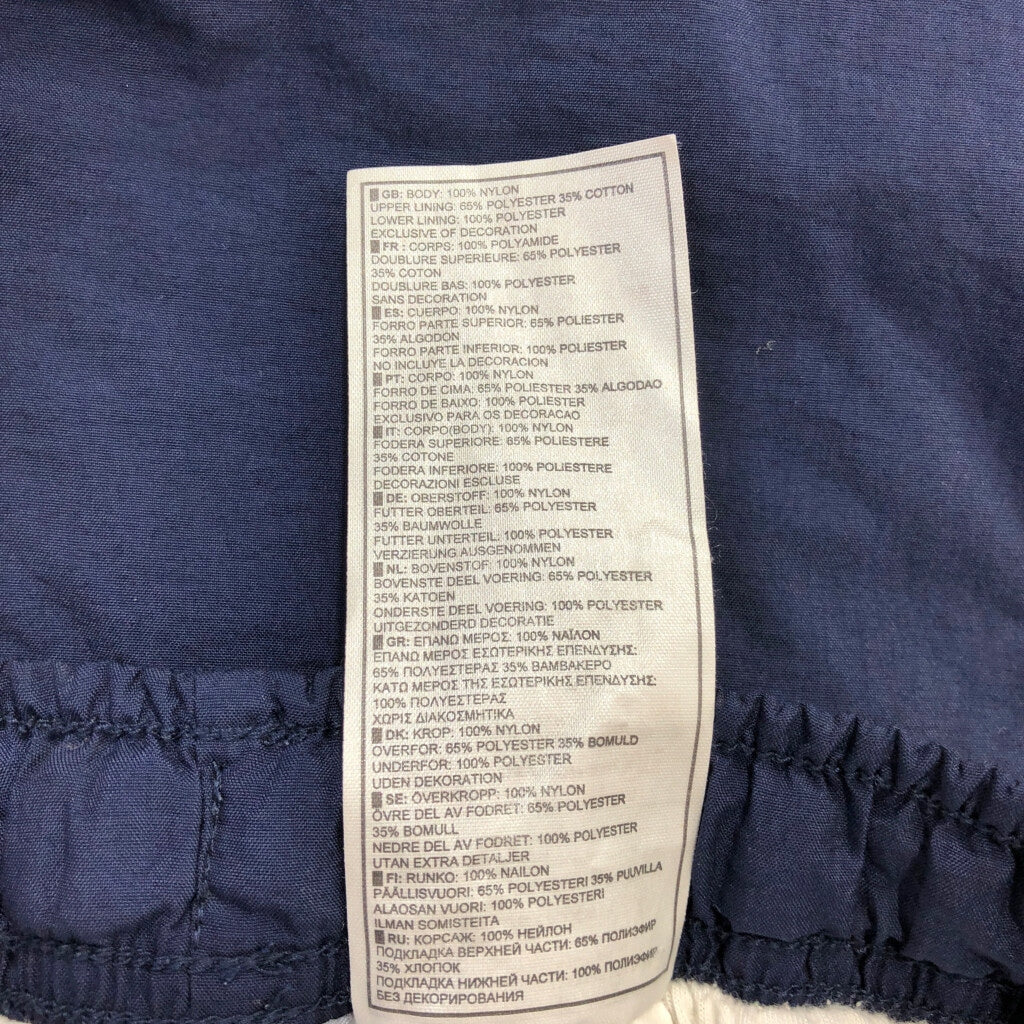 GB: BODY: 100% NYLON
UPPER LINING: 65% POLYESTER 35% COTTON
LOWER LINING: 100% POLYESTER
EXCLUSIVE OF DECORATION
FR : CORPS: 100% POLYAMIDE
DOUBLURE SUPERIEURE: 65% POLYESTER
35% COTON
DOUBLURE BAS: 100% POLYESTER
SANS DECORATION
ES: CUERPO: 100% NYLON
FORRO PARTE SUPERIOR: 65% POLIESTER
35% ALGODON
FORRO PARTE INFERIOR: 100% POLIESTER
NO INCLUYE LA DECORACION
PT: CORPO: 100% NYLON
FORRO DE CIMA: 65% POLIESTER 35% ALGODAO
FORRO DE BAIXO: 100% POLIESTER
EXCLUSIVO PARA OS DECORACAO
IT: CORPO(BODY): 100% NYLON
FODERA SUPERIORE: 65% POLIESTERE
35% COTONE
FODERA INFERIORE: 100% POLIESTERE
DECORAZIONI ESCLUSE
DE: OBERSTOFF: 100% NYLON
FUTTER OBERTEIL: 65% POLYESTER
35% BAUMWOLLE
FUTTER UNTERTEIL: 100% POLYESTER
VERZIERUNG AUSGENOMMEN
NL: BOVENSTOF: 100% NYLON
BOVENSTE DEEL VOERING: 65% POLYESTER
35% KATOEN
ONDERSTE DEEL VOERING: 100% POLYESTER
UITGEZONDERD DECORATIE
GR: ΕΠΑΝΩ ΜΕΡΟΣ: 100% ΝΑΪΛΟΝ
ΕΠΑΝΩ ΜΕΡΟΣ ΕΣΩΤΕΡΙΚΗΣ ΕΠΕΝΔΥΣΗΣ:
65% ΠΟΛΥΕΣΤΕΡΑΣ 35% ΒΑΜΒΑΚΕΡΟ
ΚΑΤΩ ΜΕΡΟΣ ΤΗΣ ΕΣΩΤΕΡΙΚΗΣ ΕΠΕΝΔΥΣΗΣ:
100% ΠΟΛΥΕΣΤΕΡΑΣ
ΧΩΡΙΣ ΔΙΑΚΟΣΜΗΤΙΚΑ
DK: KROP: 100% NYLON
OVERFOR: 65% POLYESTER 35% BOMULD
UNDERFOR: 100% POLYESTER
UDEN DEKORATION
SE: ÖVERKROPP: 100% NYLON
ÖVRE DEL AV FODRET: 65% POLYESTER
35% BOMULL
NEDRE DEL AV FODRET: 100% POLYESTER
UTAN EXTRA DETALJER
FI: RUNKO: 100% NAILON
PÄÄLLISVUORI: 65% POLYESTERI 35% PUUVILLA
ALAOSAN VUORI: 100% POLYESTERI
ILMAN SOMISTEITA
RU: КОРСАЖ: 100% НЕЙЛОН
ПОДКЛАДКА ВЕРХНЕЙ ЧАСТИ: 65% ПОЛИЭФИР
35% ХЛОПОК
ПОДКЛАДКА НИЖНЕЙ ЧАСТИ: 100% ПОЛИЭФИР
БЕЗ ДЕКОРИРОВАНИЯ